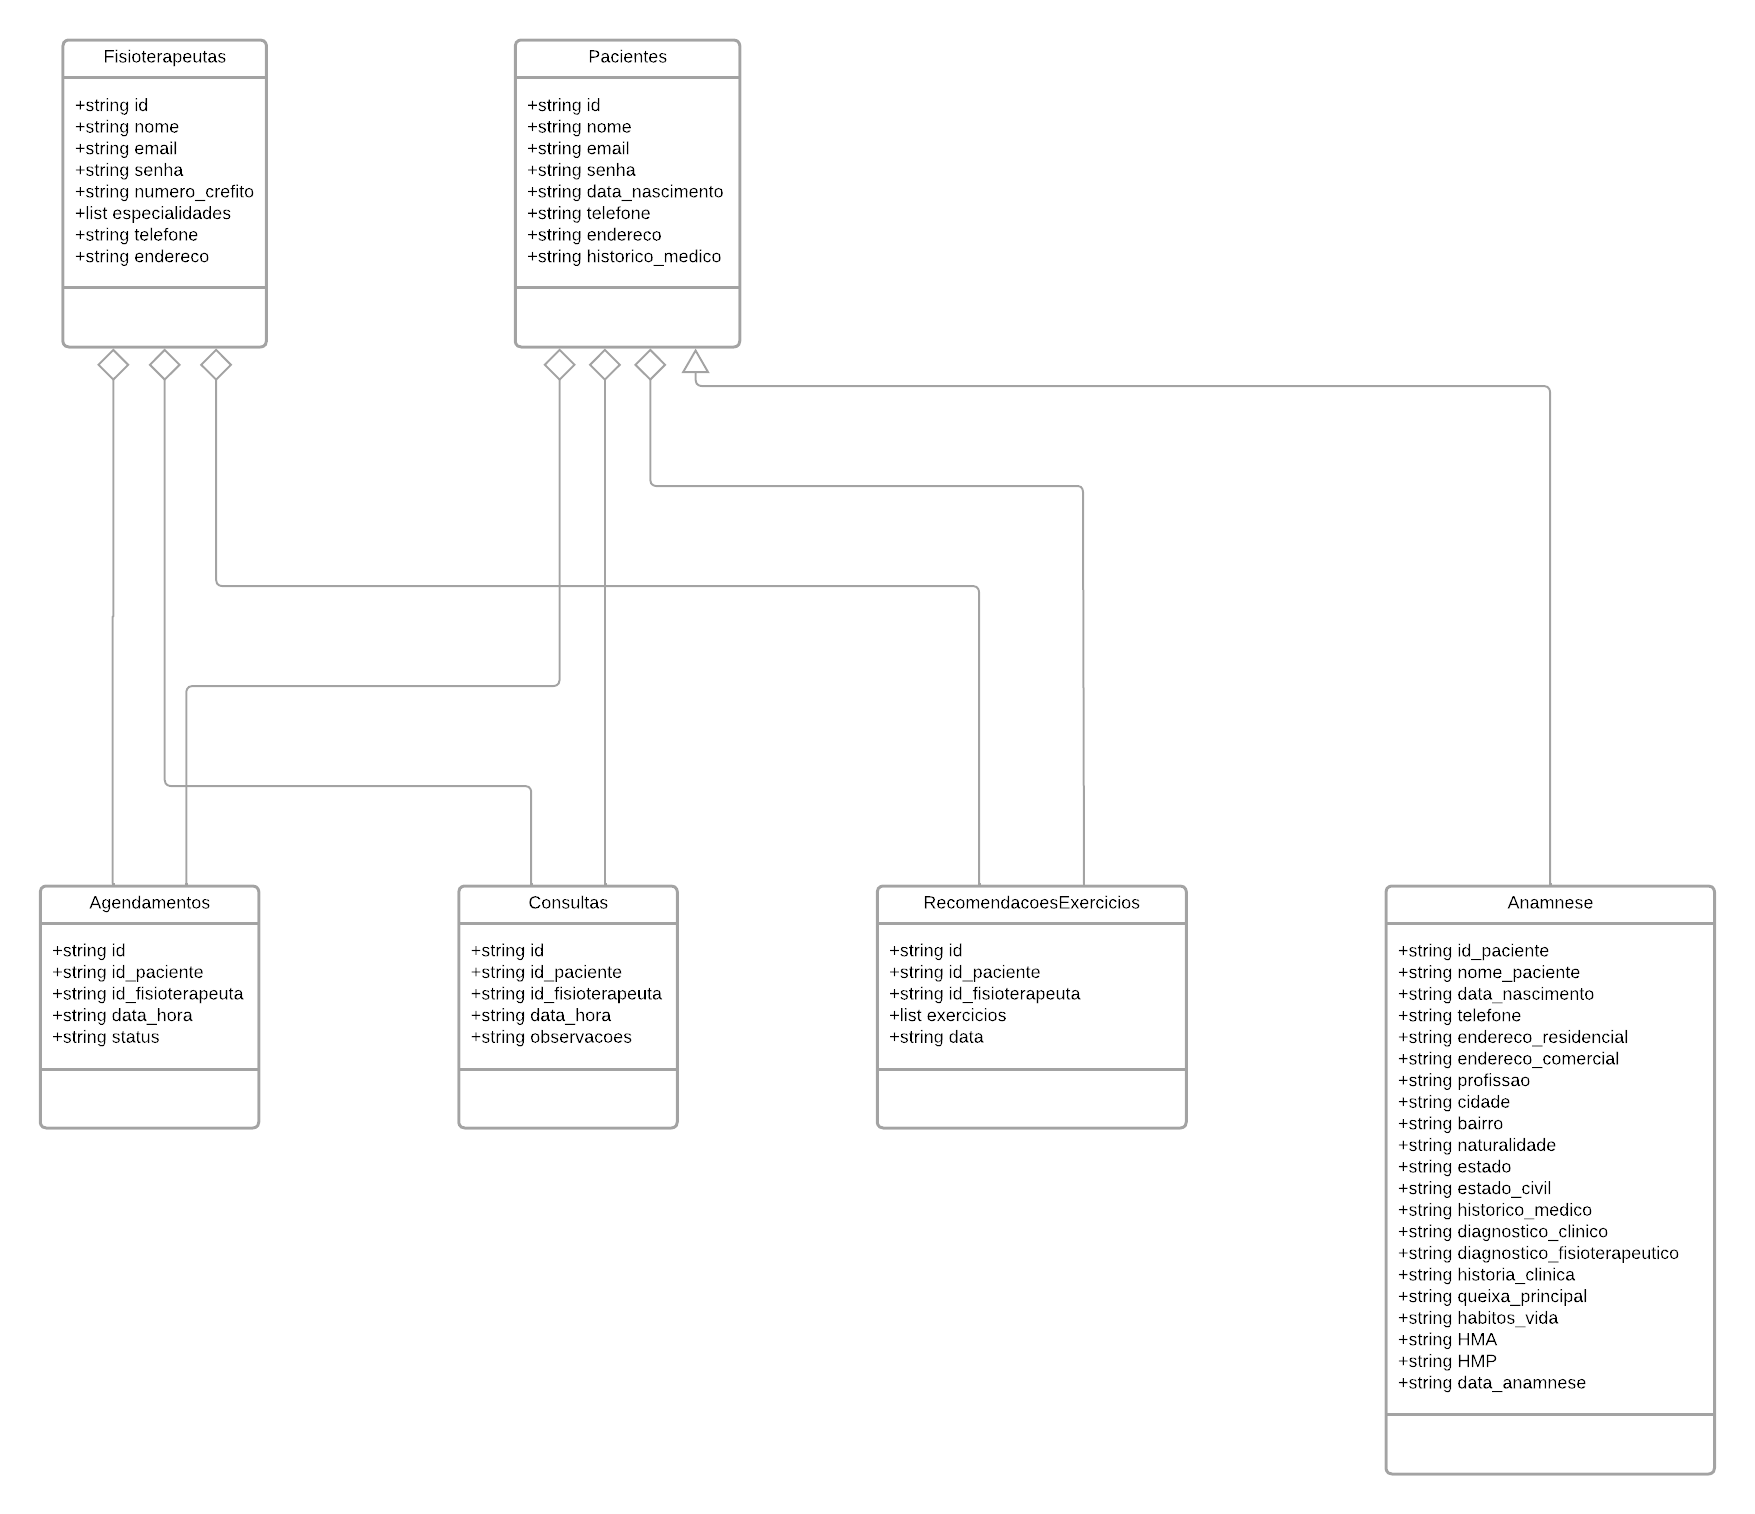 Fisioterapeutas
+string id
+string nome
+string email
+string senha
+string numero_crefito
+list especialidades
+string telefone
+string endereco
Pacientes
+string id
+string nome
+string email
+string senha
+string data_nascimento
+string telefone
+string endereco
+string historico_medico
Agendamentos
+string id
+string id_paciente
+string id_fisioterapeuta
+string data_hora
+string status
Consultas
+string id
+string id_paciente
+string id_fisioterapeuta
+string data_hora
+string observacoes
RecomendacoesExercicios
+string id
+string id_paciente
+string id_fisioterapeuta
+list exercicios
+string data
Anamnese
+string id_paciente
+string nome_paciente
+string data_nascimento
+string telefone
+string endereco_residencial
+string endereco_comercial
+string profissao
+string cidade
+string bairro
+string naturalidade
+string estado
+string estado_civil
+string historico_medico
+string diagnostico_clinico
+string diagnostico_fisioterapeutico
+string historia_clinica
+string queixa_principal
+string habitos_vida
+string HMA
+string HMP
+string data_anamnese